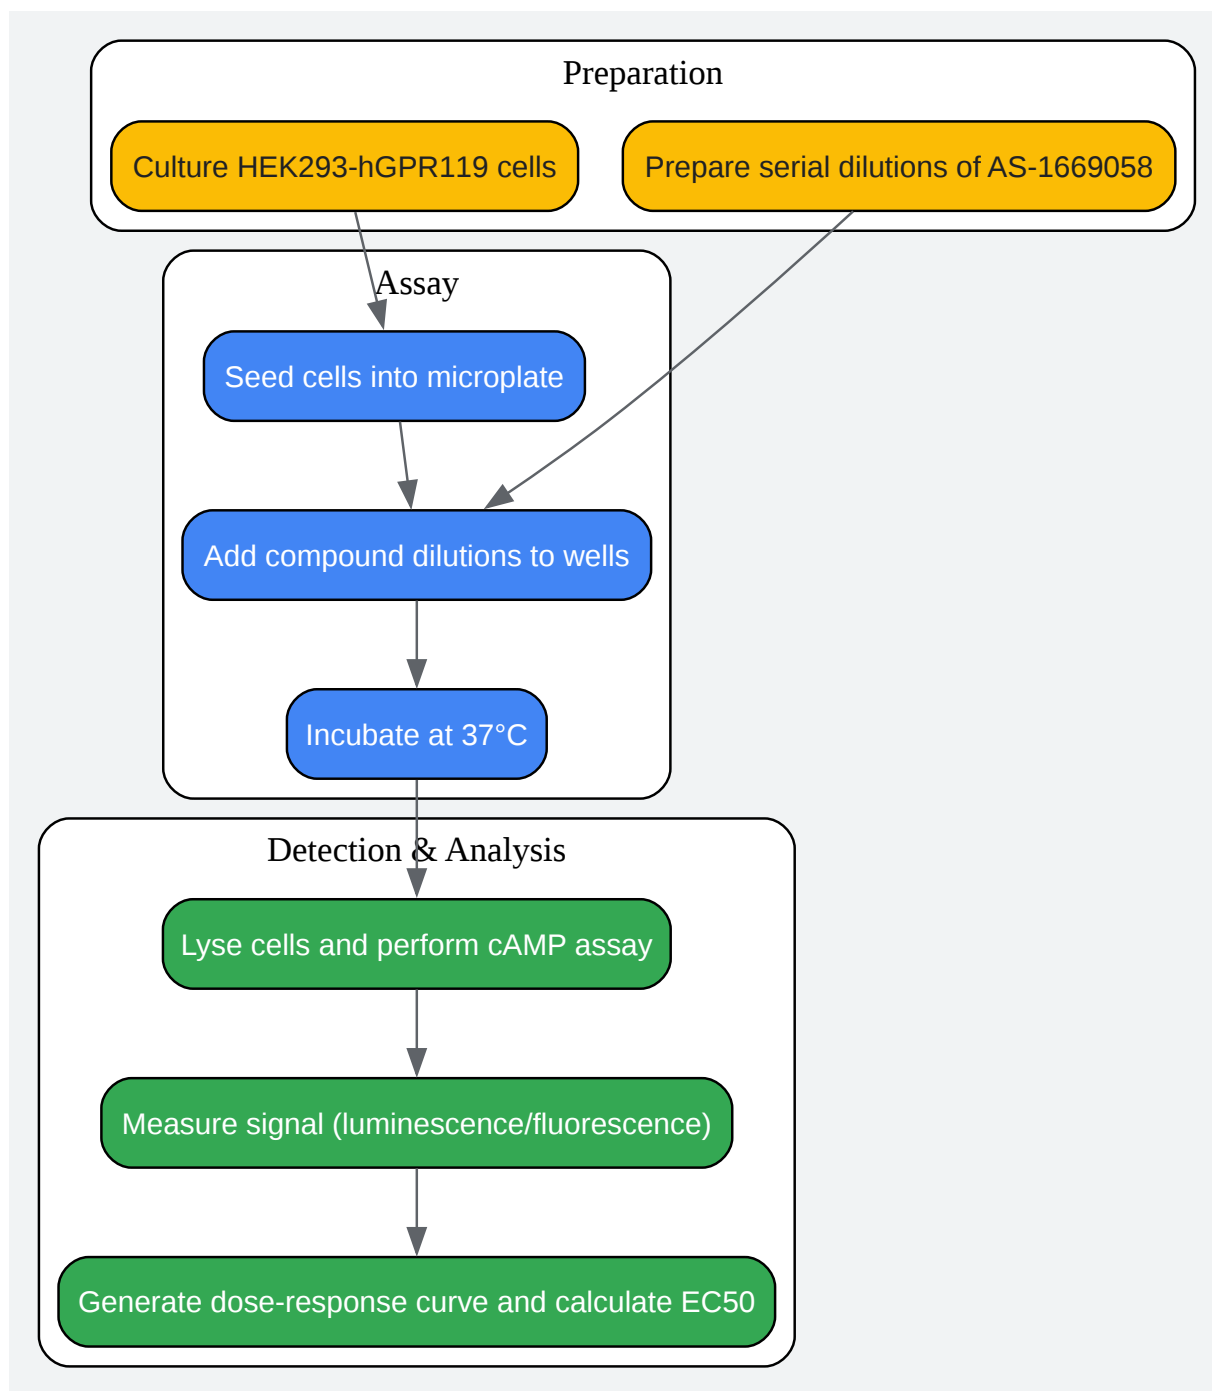 Preparation
Culture HEK293-hGPR119 cells
Prepare serial dilutions of AS-1669058
Assay
Seed cells into microplate
Add compound dilutions to wells
Incubate at 37°C
Detection & Analysis
Lyse cells and perform cAMP assay
Measure signal (luminescence/fluorescence)
Generate dose-response curve and calculate EC50